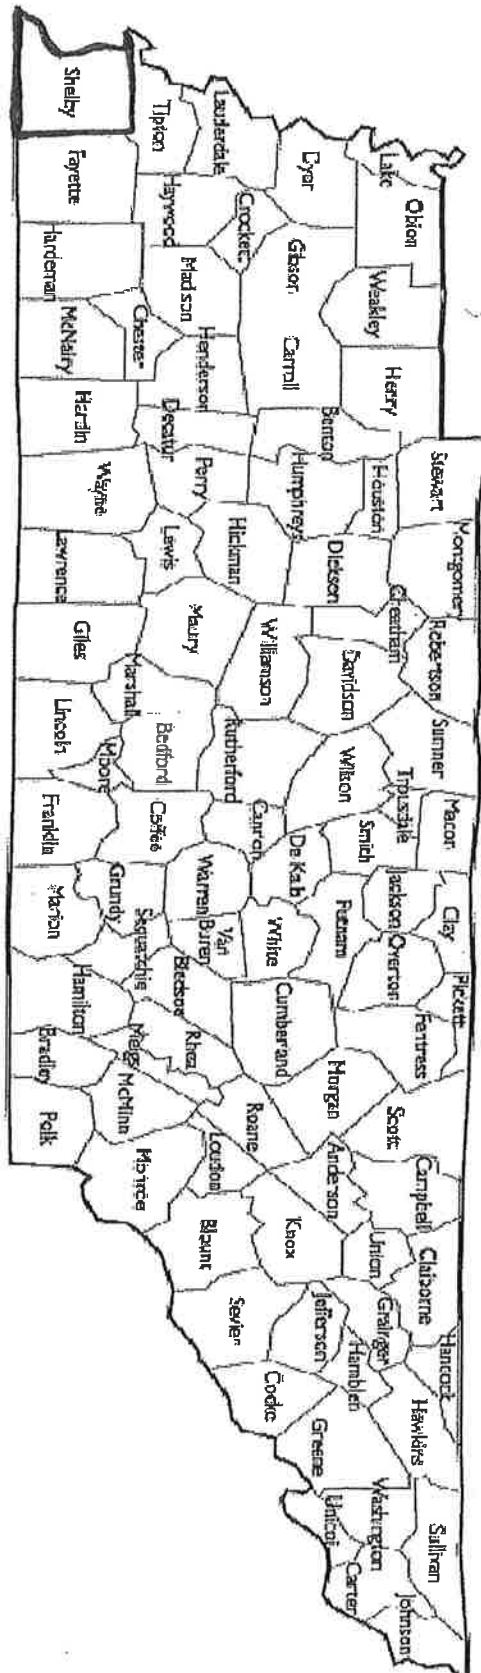 Lake
Obion
Weakley
Henry
Stewart
Montgomery
Robertson
Sumner
Macon
Trousdale
Clay
Pickett
Fentress
Scott
Campbell
Claiborne
Hancock
Hawkins
Sullivan
Johnson
Dyer
Gibson
Carroll
Benton
Houston
Humphreys
Dickson
Cheatham
Davidson
Wilson
Smith
Jackson
Overton
Putnam
Morgan
Anderson
Union
Grainger
Hamblen
Greene
Washington
Unicoi
Carter
Lauderdale
Crockett
Tipton
Haywood
Madison
Henderson
Decatur
Perry
Hickman
Williamson
Rutherford
Cannon
De Kalb
White
Cumberland
Roane
Knox
Jefferson
Cocke
Sevier
Blount
Loudon
Chester
Lewis
Maury
Marshall
Bedford
Coffee
Warren
Van
Buren
Bledsoe
Rhea
Meigs
McMinn
Monroe
Shelby
Fayette
Hardeman
McNairy
Hardin
Wayne
Lawrence
Giles
Lincoln
Moore
Franklin
Grundy
Sequatchie
Marion
Hamilton
Bradley
Polk